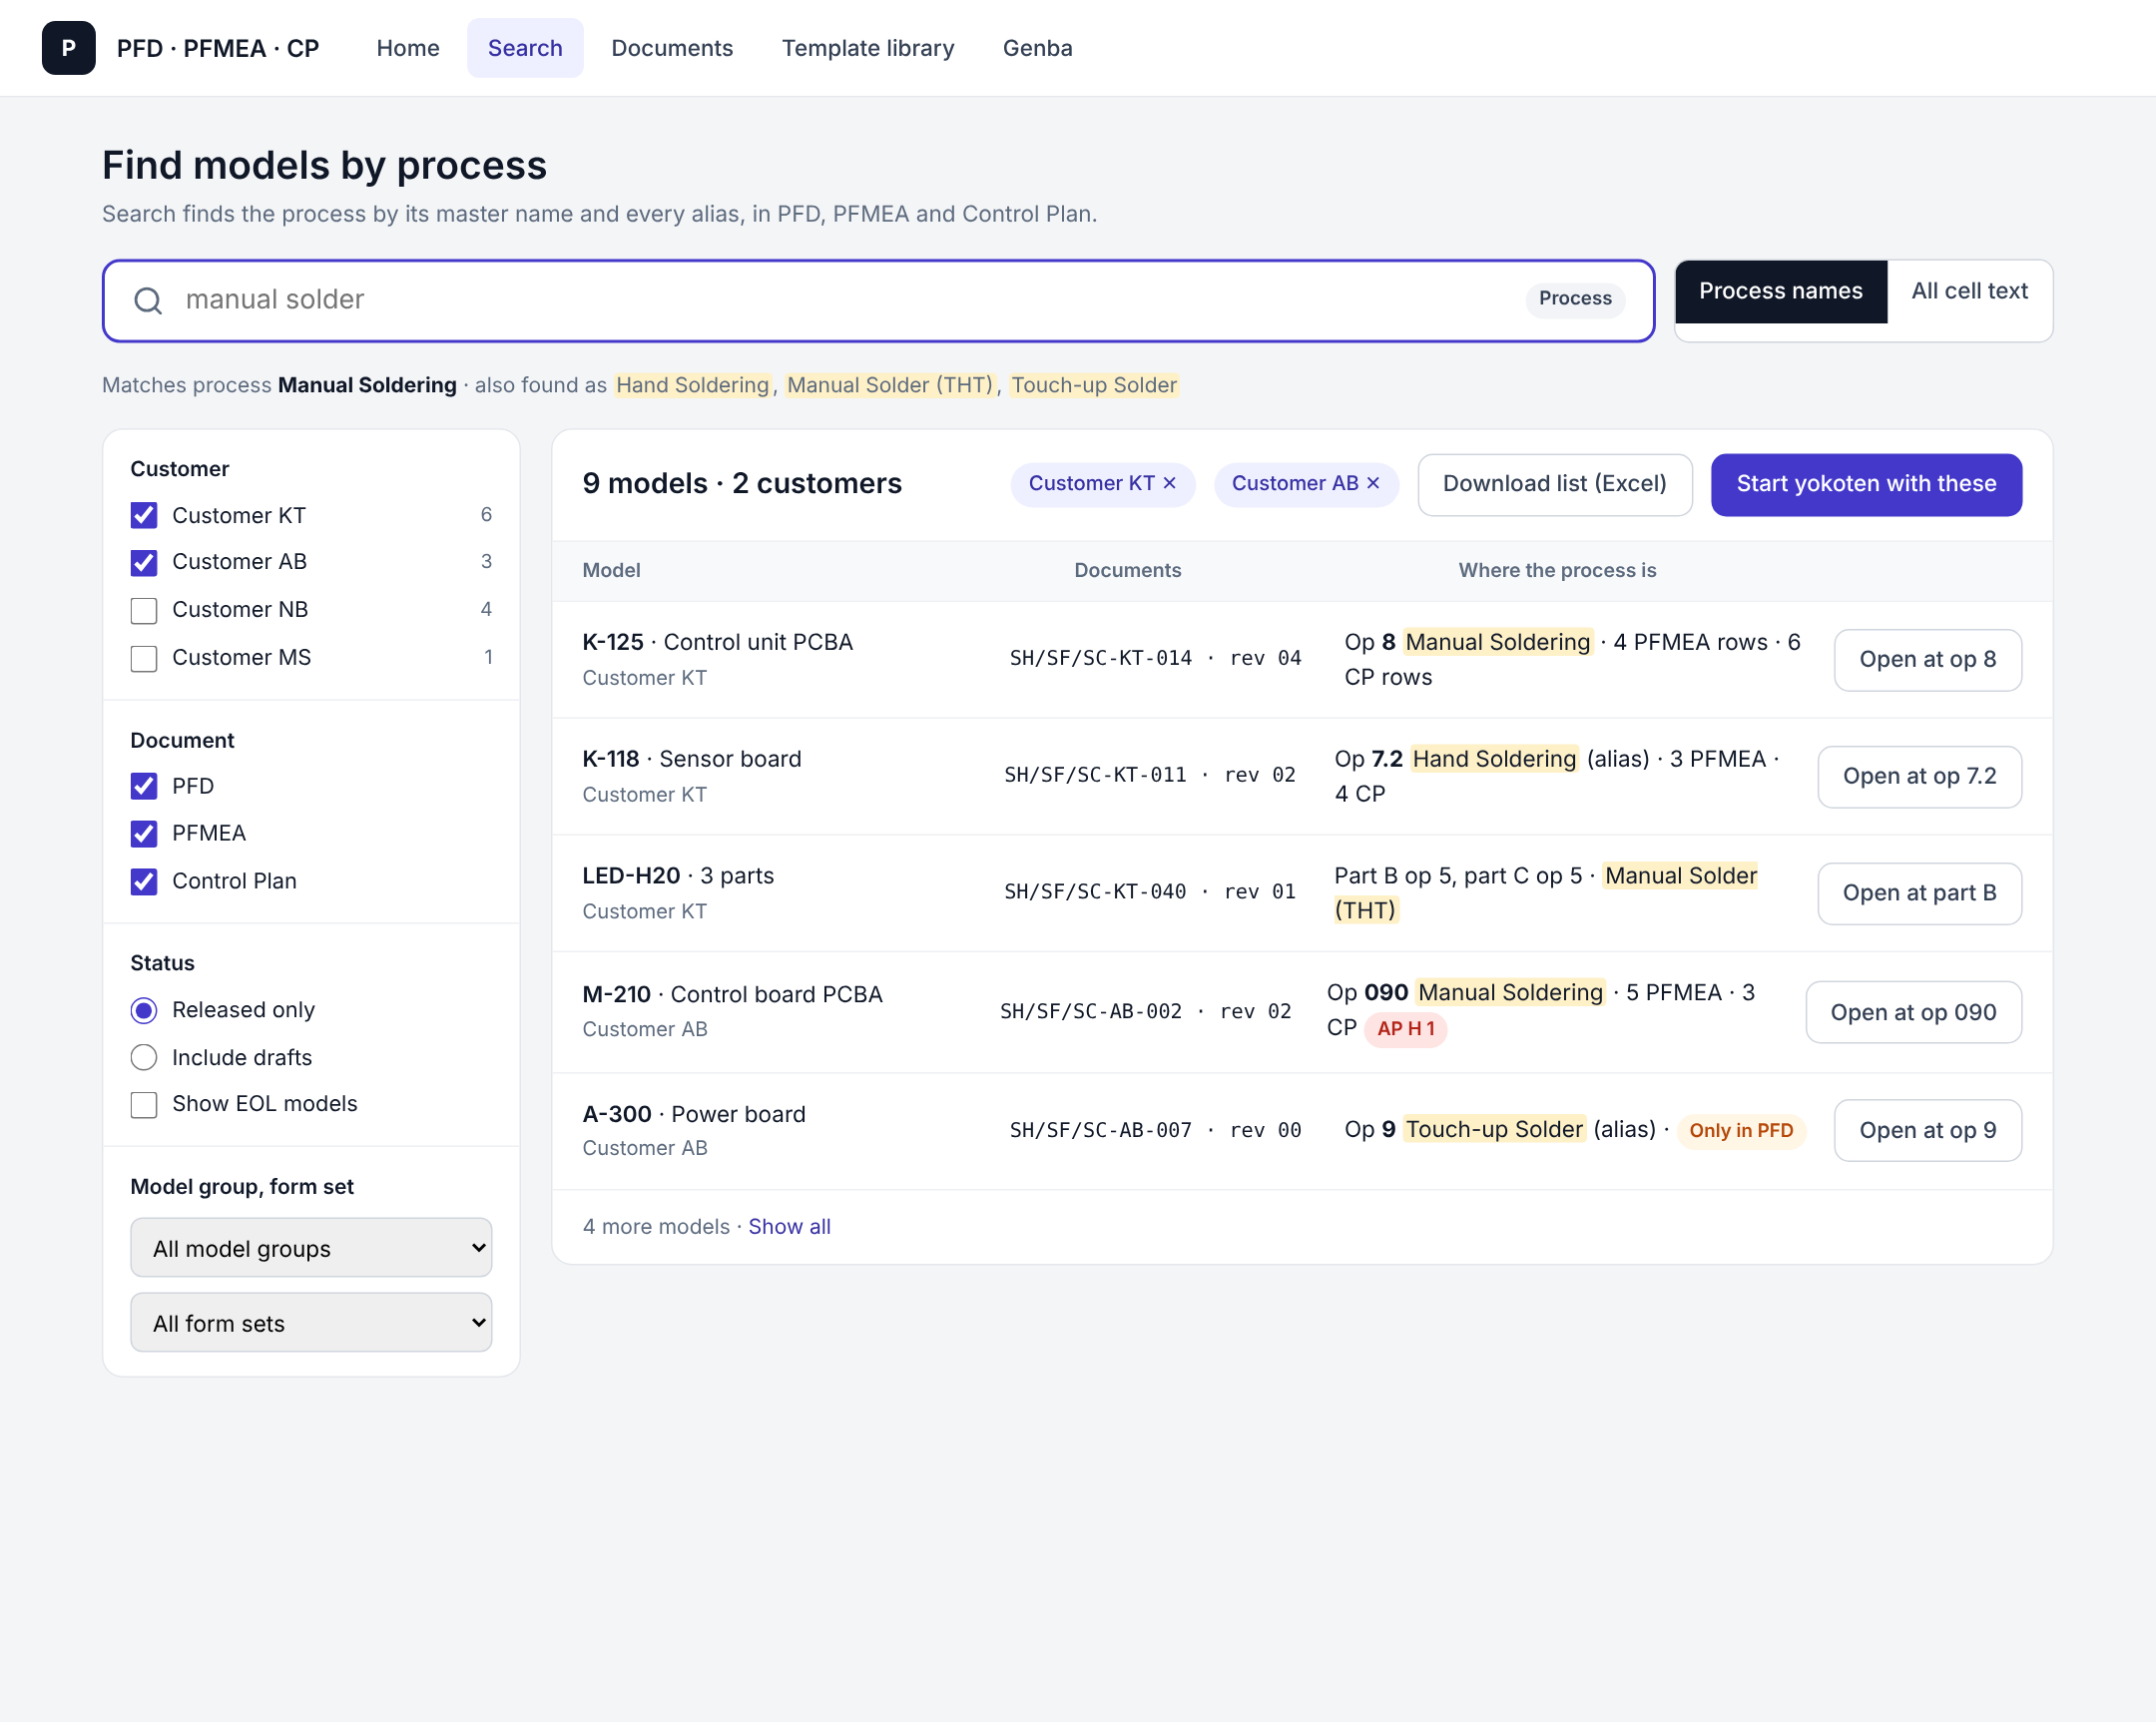 P
PFD · PFMEA · CP
Home
Search
Documents
Template library
Genba
Find models by process
Search finds the process by its master name and every alias, in PFD, PFMEA and Control Plan.
manual solder
Process
Process names
All cell text
Matches process Manual Soldering · also found as Hand Soldering, Manual Solder (THT), Touch-up Solder
Customer
Customer KT 6
Customer AB 3
Customer NB 4
Customer MS 1
Document
PFD
PFMEA
Control Plan
Status
Released only
Include drafts
Show EOL models
Model group, form set
All model groups
All form sets
9 models · 2 customers
Customer KT ×
Customer AB ×
Download list (Excel)
Start yokoten with these
Model
Documents
Where the process is
K-125 · Control unit PCBA
Customer KT
SH/SF/SC-KT-014 · rev 04
Op 8 Manual Soldering · 4 PFMEA rows · 6
CP rows
Open at op 8
K-118 · Sensor board
Customer KT
SH/SF/SC-KT-011 · rev 02
Op 7.2 Hand Soldering (alias) · 3 PFMEA ·
4 CP
Open at op 7.2
LED-H20 · 3 parts
Customer KT
SH/SF/SC-KT-040 · rev 01
Part B op 5, part C op 5 · Manual Solder
(THT)
Open at part B
M-210 · Control board PCBA
Customer AB
SH/SF/SC-AB-002 · rev 02
Op 090 Manual Soldering · 5 PFMEA · 3
CP AP H 1
Open at op 090
A-300 · Power board
Customer AB
SH/SF/SC-AB-007 · rev 00
Op 9 Touch-up Solder (alias) · Only in PFD
Open at op 9
4 more models · Show all